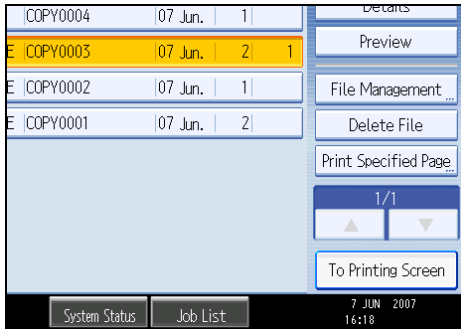 COPY0004 07 Jun. 1
Details
E COPY0003 07 Jun. 2 1
Preview
E COPY0002 07 Jun. 1
File Management
E COPY0001 07 Jun. 2
Delete File
Print Specified Page
1/1
To Printing Screen
System Status Job List
7 JUN 2007
16:18